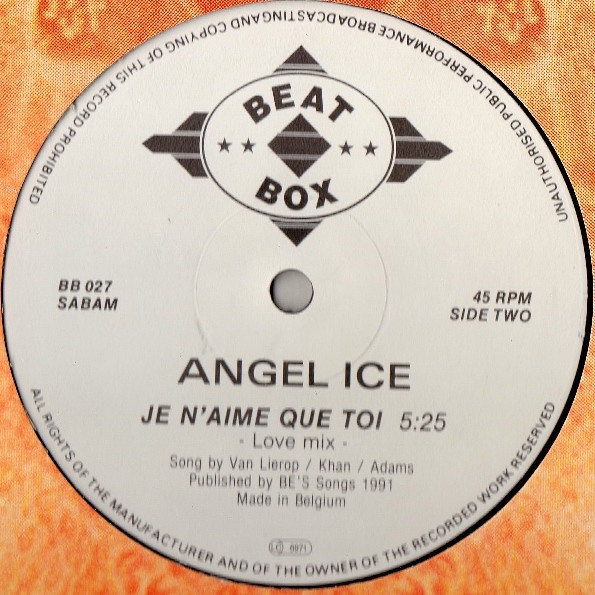 UNAUTHORISED PUBLIC PERFORMANCE BROADCASTING AND COPYING OF THIS RECORD PROHIBITED
BEAT
BOX
BB 027
SABAM
45 RPM
SIDE TWO
ANGEL ICE
JE N'AIME QUE TOI 5:25
- Love mix -
Song by Van Lierop / Khan / Adams
Published by BE'S Songs 1991
Made in Belgium
LC 0971
ALL RIGHTS OF THE MANUFACTURER AND OF THE OWNER OF THE RECORDED WORK RESERVED